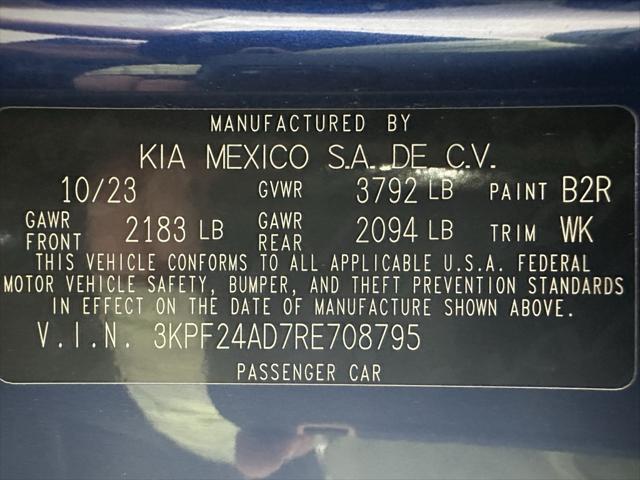 MANUFACTURED BY
KIA MEXICO S.A. DE C.V.
10/23 GVWR 3792 LB PAINT B2R
GAWR FRONT 2183 LB GAWR REAR 2094 LB TRIM WK
THIS VEHICLE CONFORMS TO ALL APPLICABLE U.S.A. FEDERAL
MOTOR VEHICLE SAFETY, BUMPER, AND THEFT PREVENTION STANDARDS
IN EFFECT ON THE DATE OF MANUFACTURE SHOWN ABOVE.
V.I.N. 3KPF24AD7RE708795
PASSENGER CAR